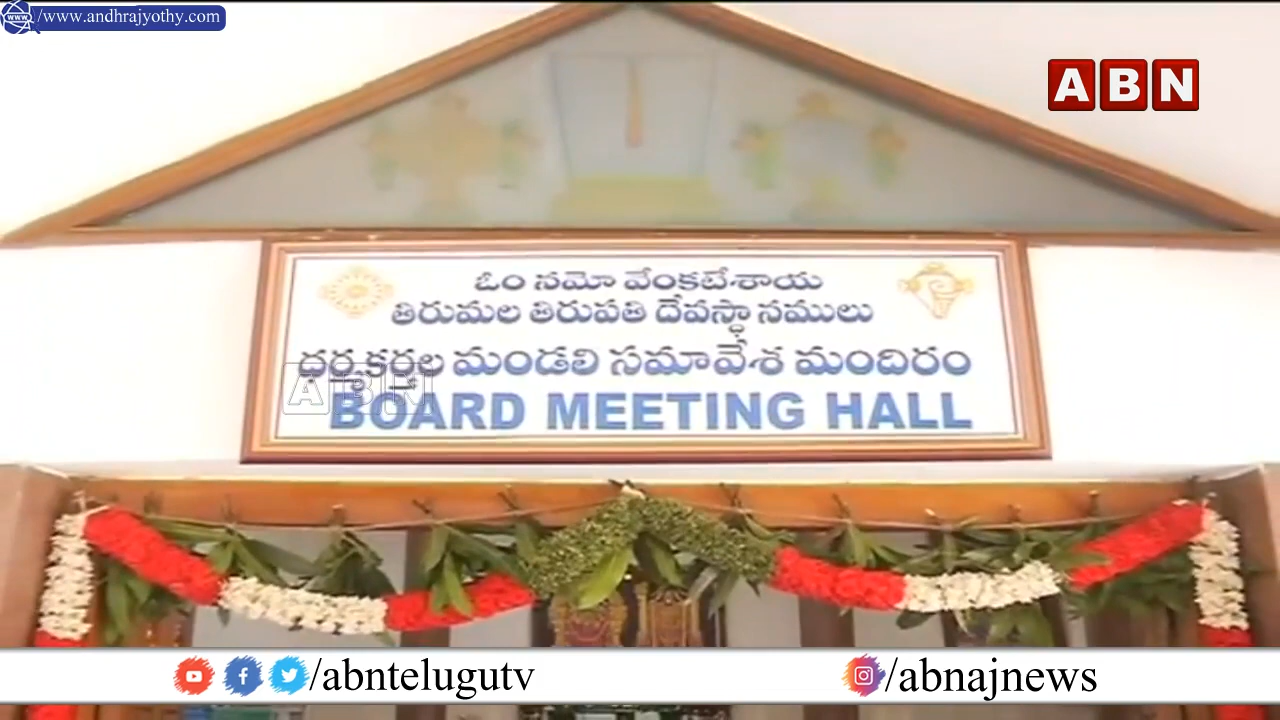 www.andhrajyothy.com
ABN
ఓం నమో వేంకటేశాయ
తిరుమల తిరుపతి దేవస్థానములు
ధర్మకర్తల మండలి సమావేశ మందిరం
ABN
BOARD MEETING HALL
/abntelugutv
/abnajnews